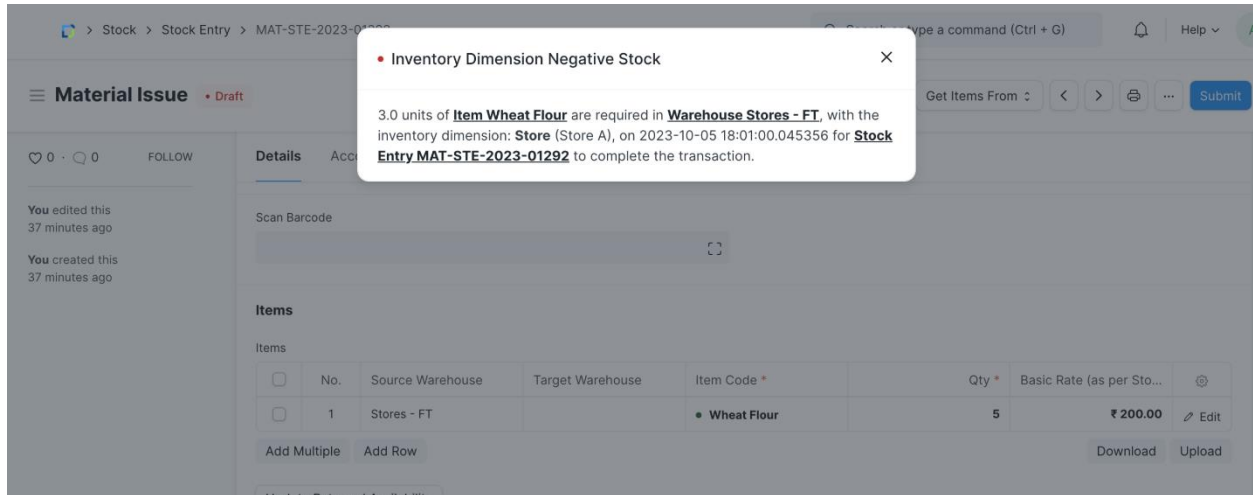 > Stock > Stock Entry > MAT-STE-2023-01292
type a command (Ctrl + G)
Help
Inventory Dimension Negative Stock
3.0 units of Item Wheat Flour are required in Warehouse Stores - FT, with the
inventory dimension: Store (Store A), on 2023-10-05 18:01:00.045356 for Stock
Entry MAT-STE-2023-01292 to complete the transaction.
Material Issue • Draft
Get Items From
Submit
0 · 0 FOLLOW
Details
You edited this
37 minutes ago
You created this
37 minutes ago
Scan Barcode
Items
Items
No. Source Warehouse Target Warehouse Item Code * Qty * Basic Rate (as per Sto...
1 Stores - FT Wheat Flour 5 ₹ 200.00 Edit
Add Multiple Add Row Download Upload